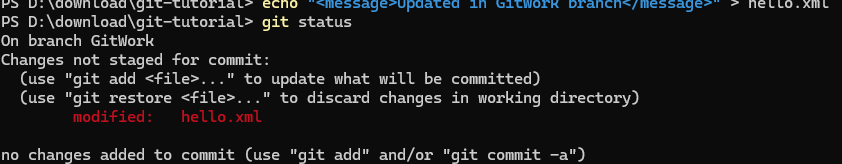 PS D:\download\git-tutorial> echo "<message>Updated in GitWork branch</message>" > hello.xml
PS D:\download\git-tutorial> git status
On branch GitWork
Changes not staged for commit:
  (use "git add <file>..." to update what will be committed)
  (use "git restore <file>..." to discard changes in working directory)
        modified:   hello.xml

no changes added to commit (use "git add" and/or "git commit -a")